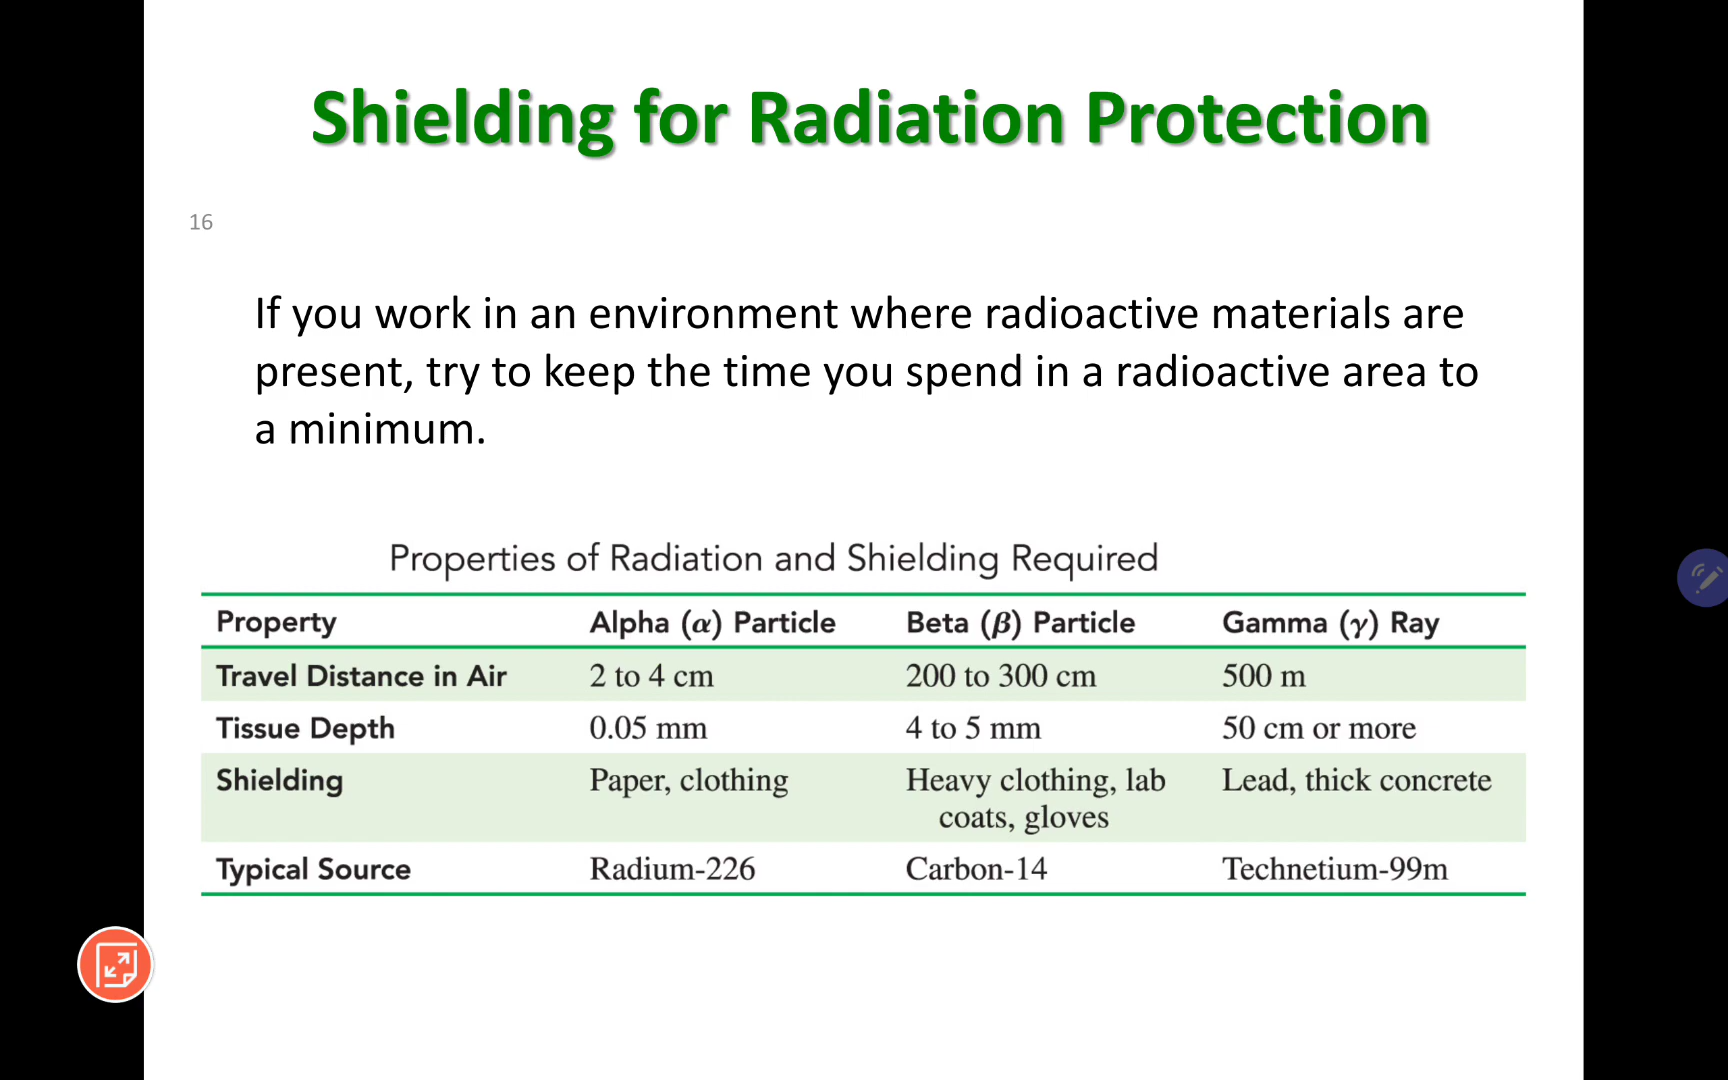 Shielding for Radiation Protection
16
If you work in an environment where radioactive materials are
present, try to keep the time you spend in a radioactive area to
a minimum.
Properties of Radiation and Shielding Required
Property Alpha (α) Particle Beta (β) Particle Gamma (γ) Ray
Travel Distance in Air 2 to 4 cm 200 to 300 cm 500 m
Tissue Depth 0.05 mm 4 to 5 mm 50 cm or more
Shielding Paper, clothing Heavy clothing, lab Lead, thick concrete
coats, gloves
Typical Source Radium-226 Carbon-14 Technetium-99m